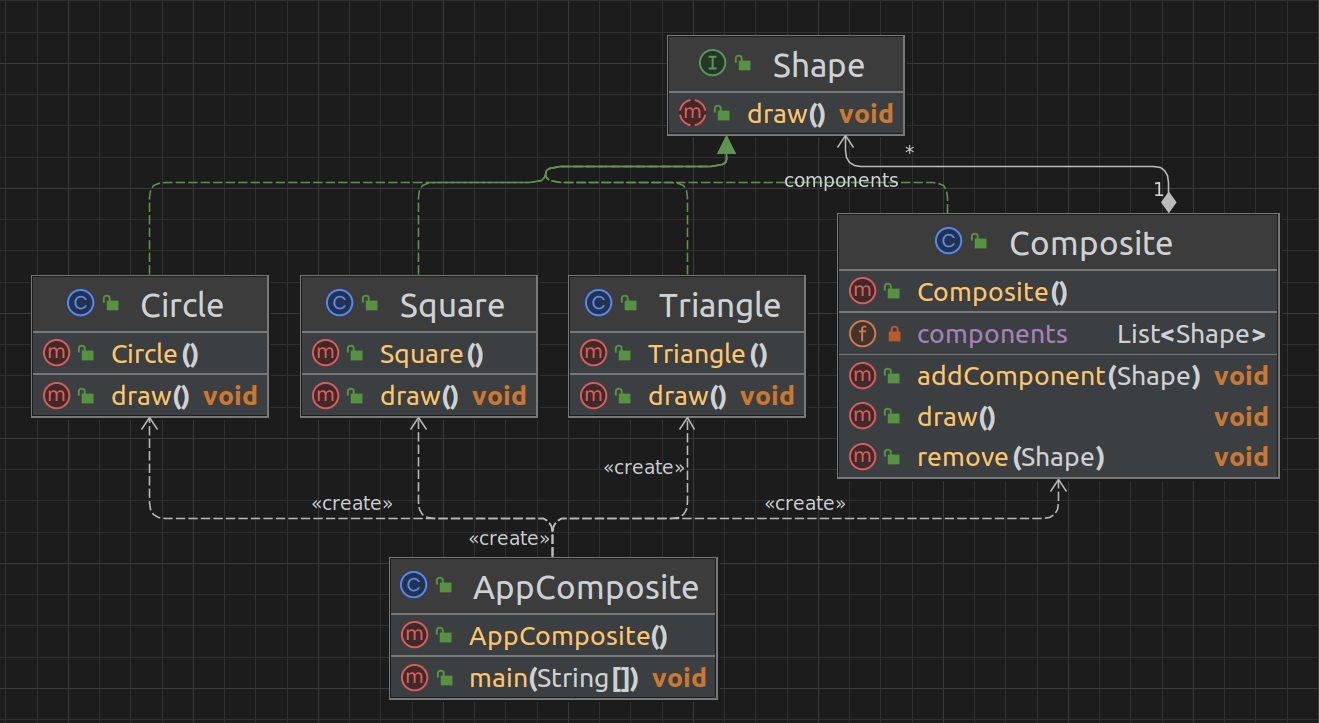 I Shape
m draw() void
*
components
1
C Composite
m Composite()
f components List<Shape>
m addComponent(Shape) void
m draw() void
m remove(Shape) void
C Circle
m Circle()
m draw() void
C Square
m Square()
m draw() void
C Triangle
m Triangle()
m draw() void
«create»
«create»
«create»
«create»
C AppComposite
m AppComposite()
m main(String[]) void